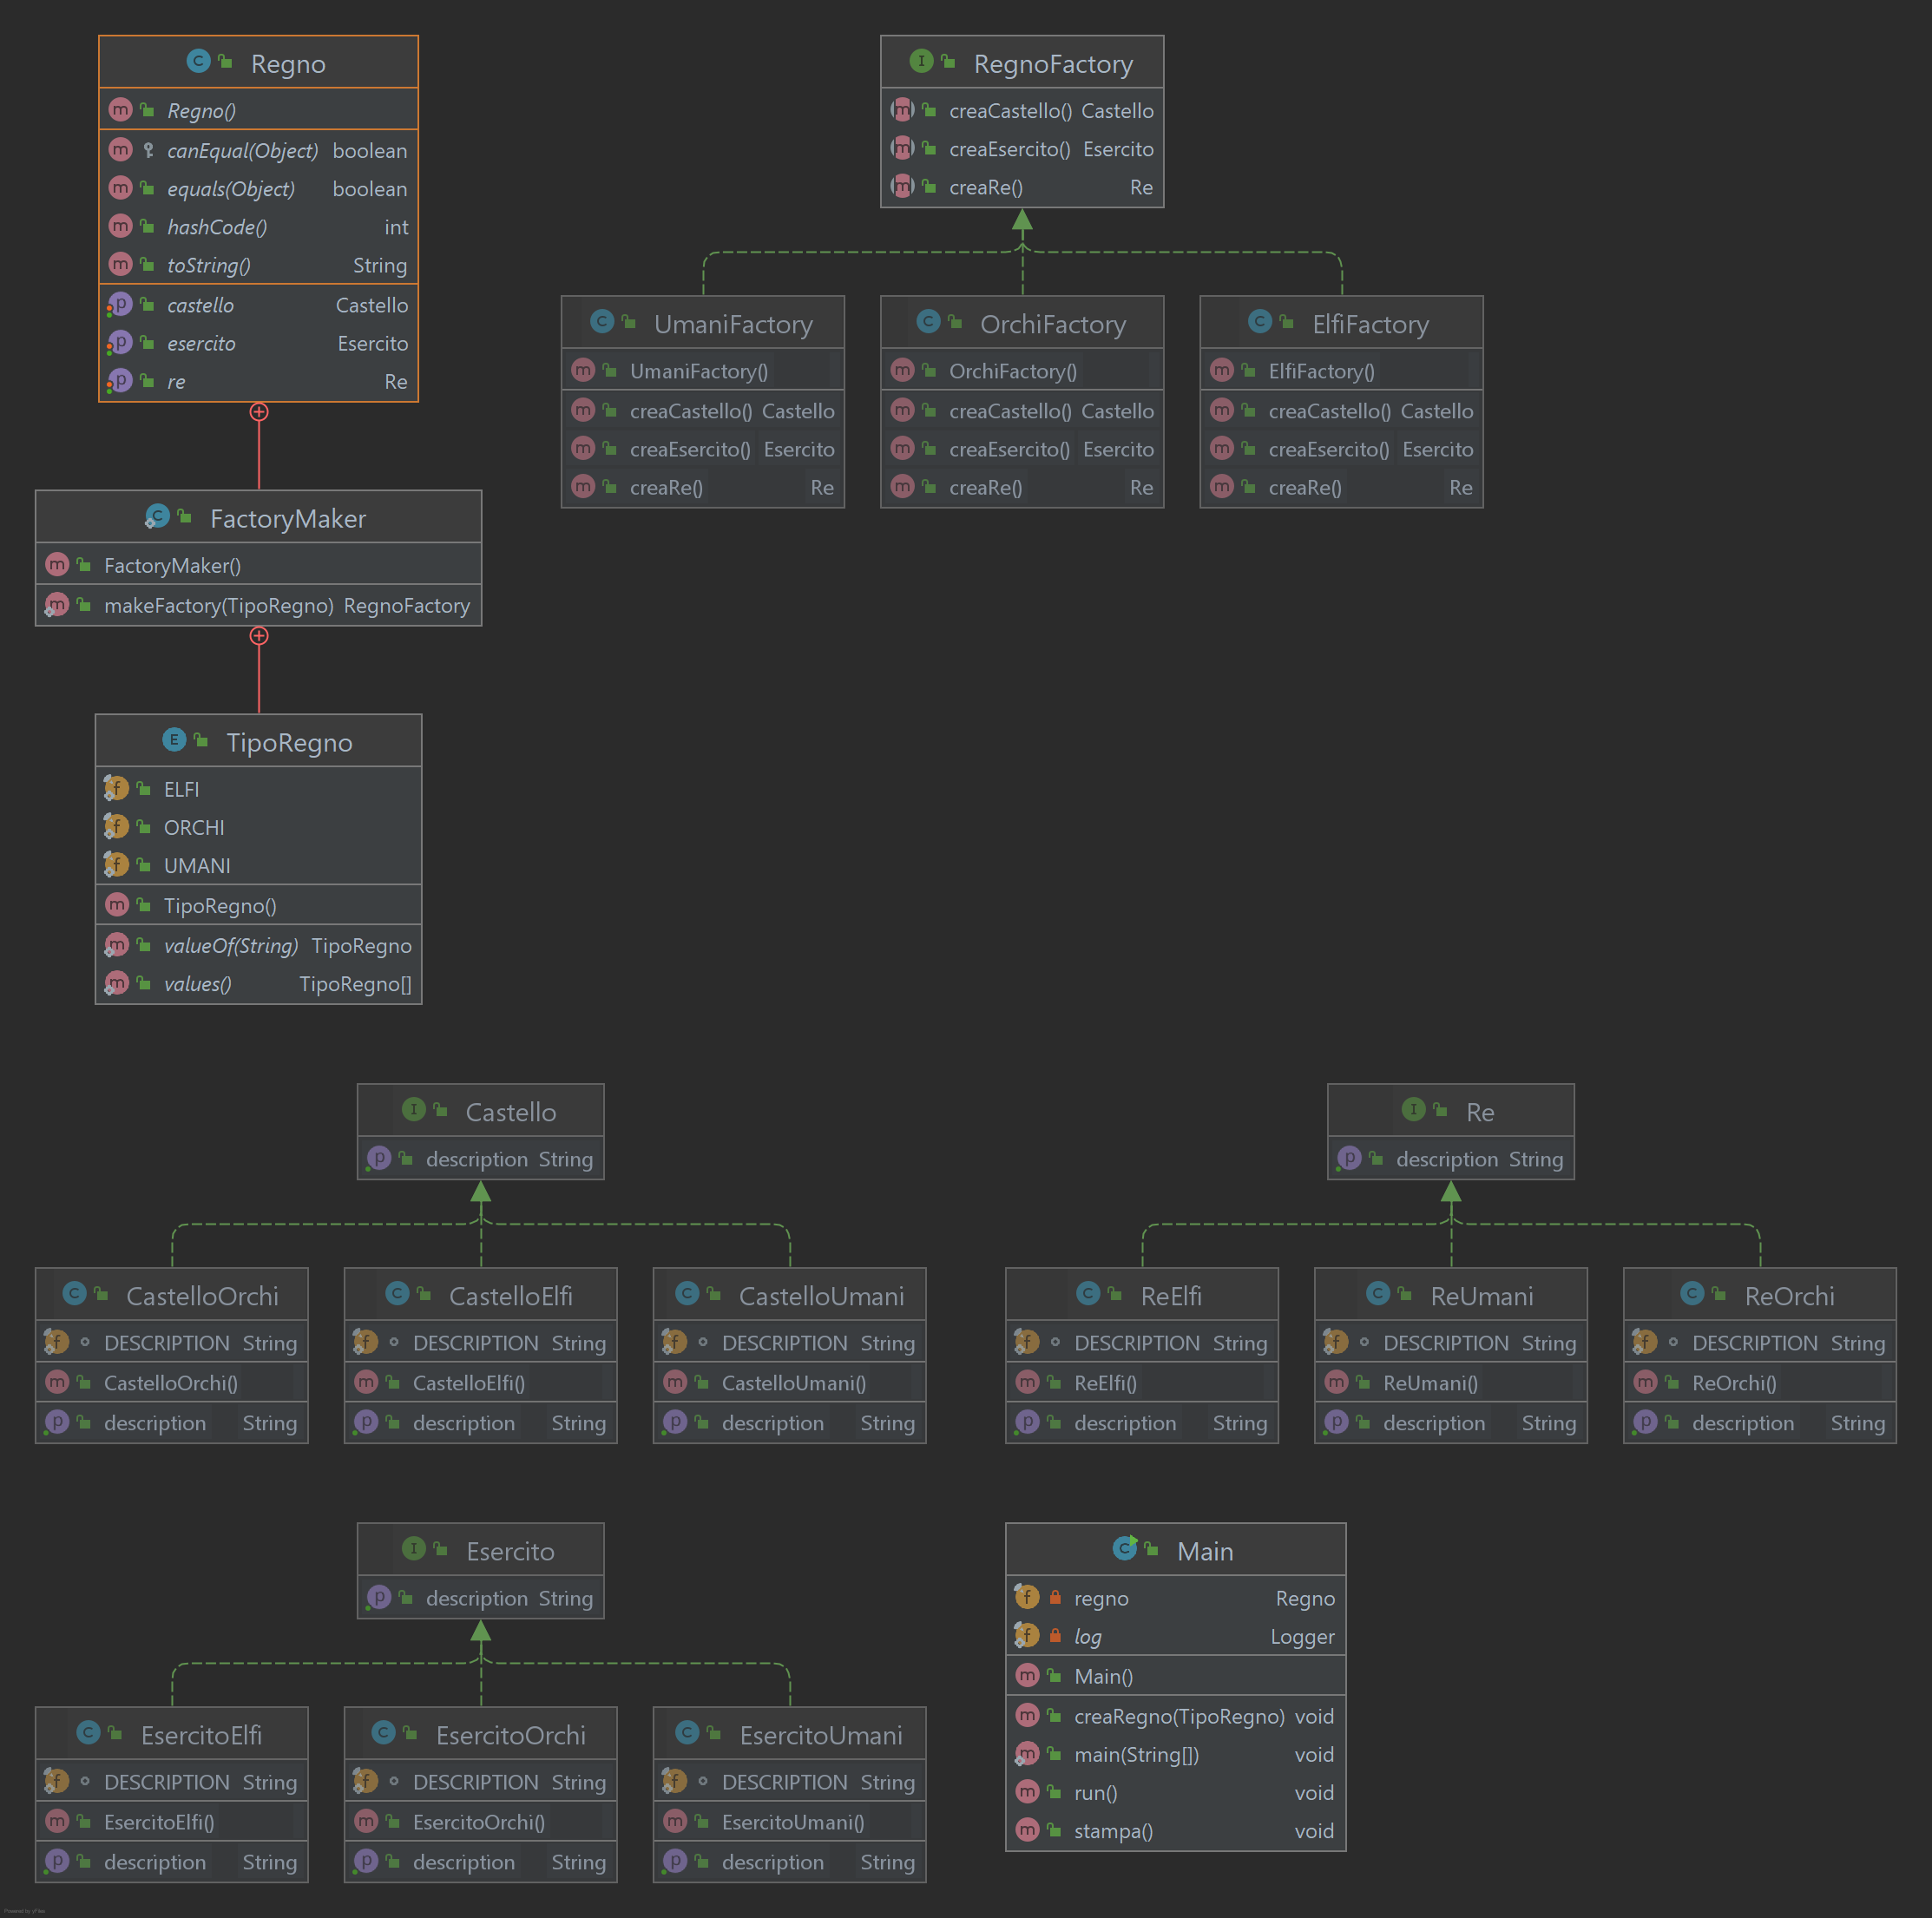 Regno
Regno()
canEqual(Object) boolean
equals(Object) boolean
hashCode() int
toString() String
castello Castello
esercito Esercito
re Re
RegnoFactory
creaCastello() Castello
creaEsercito() Esercito
creaRe() Re
UmaniFactory
UmaniFactory()
creaCastello() Castello
creaEsercito() Esercito
creaRe() Re
OrchiFactory
OrchiFactory()
creaCastello() Castello
creaEsercito() Esercito
creaRe() Re
ElfiFactory
ElfiFactory()
creaCastello() Castello
creaEsercito() Esercito
creaRe() Re
FactoryMaker
FactoryMaker()
makeFactory(TipoRegno) RegnoFactory
TipoRegno
ELFI
ORCHI
UMANI
TipoRegno()
valueOf(String) TipoRegno
values() TipoRegno[]
Castello
description String
Re
description String
CastelloOrchi
DESCRIPTION String
CastelloOrchi()
description String
CastelloElfi
DESCRIPTION String
CastelloElfi()
description String
CastelloUmani
DESCRIPTION String
CastelloUmani()
description String
ReElfi
DESCRIPTION String
ReElfi()
description String
ReUmani
DESCRIPTION String
ReUmani()
description String
ReOrchi
DESCRIPTION String
ReOrchi()
description String
Esercito
description String
EsercitoElfi
DESCRIPTION String
EsercitoElfi()
description String
EsercitoOrchi
DESCRIPTION String
EsercitoOrchi()
description String
EsercitoUmani
DESCRIPTION String
EsercitoUmani()
description String
Main
regno Regno
log Logger
Main()
creaRegno(TipoRegno) void
main(String[]) void
run() void
stampa() void
Powered by yFiles